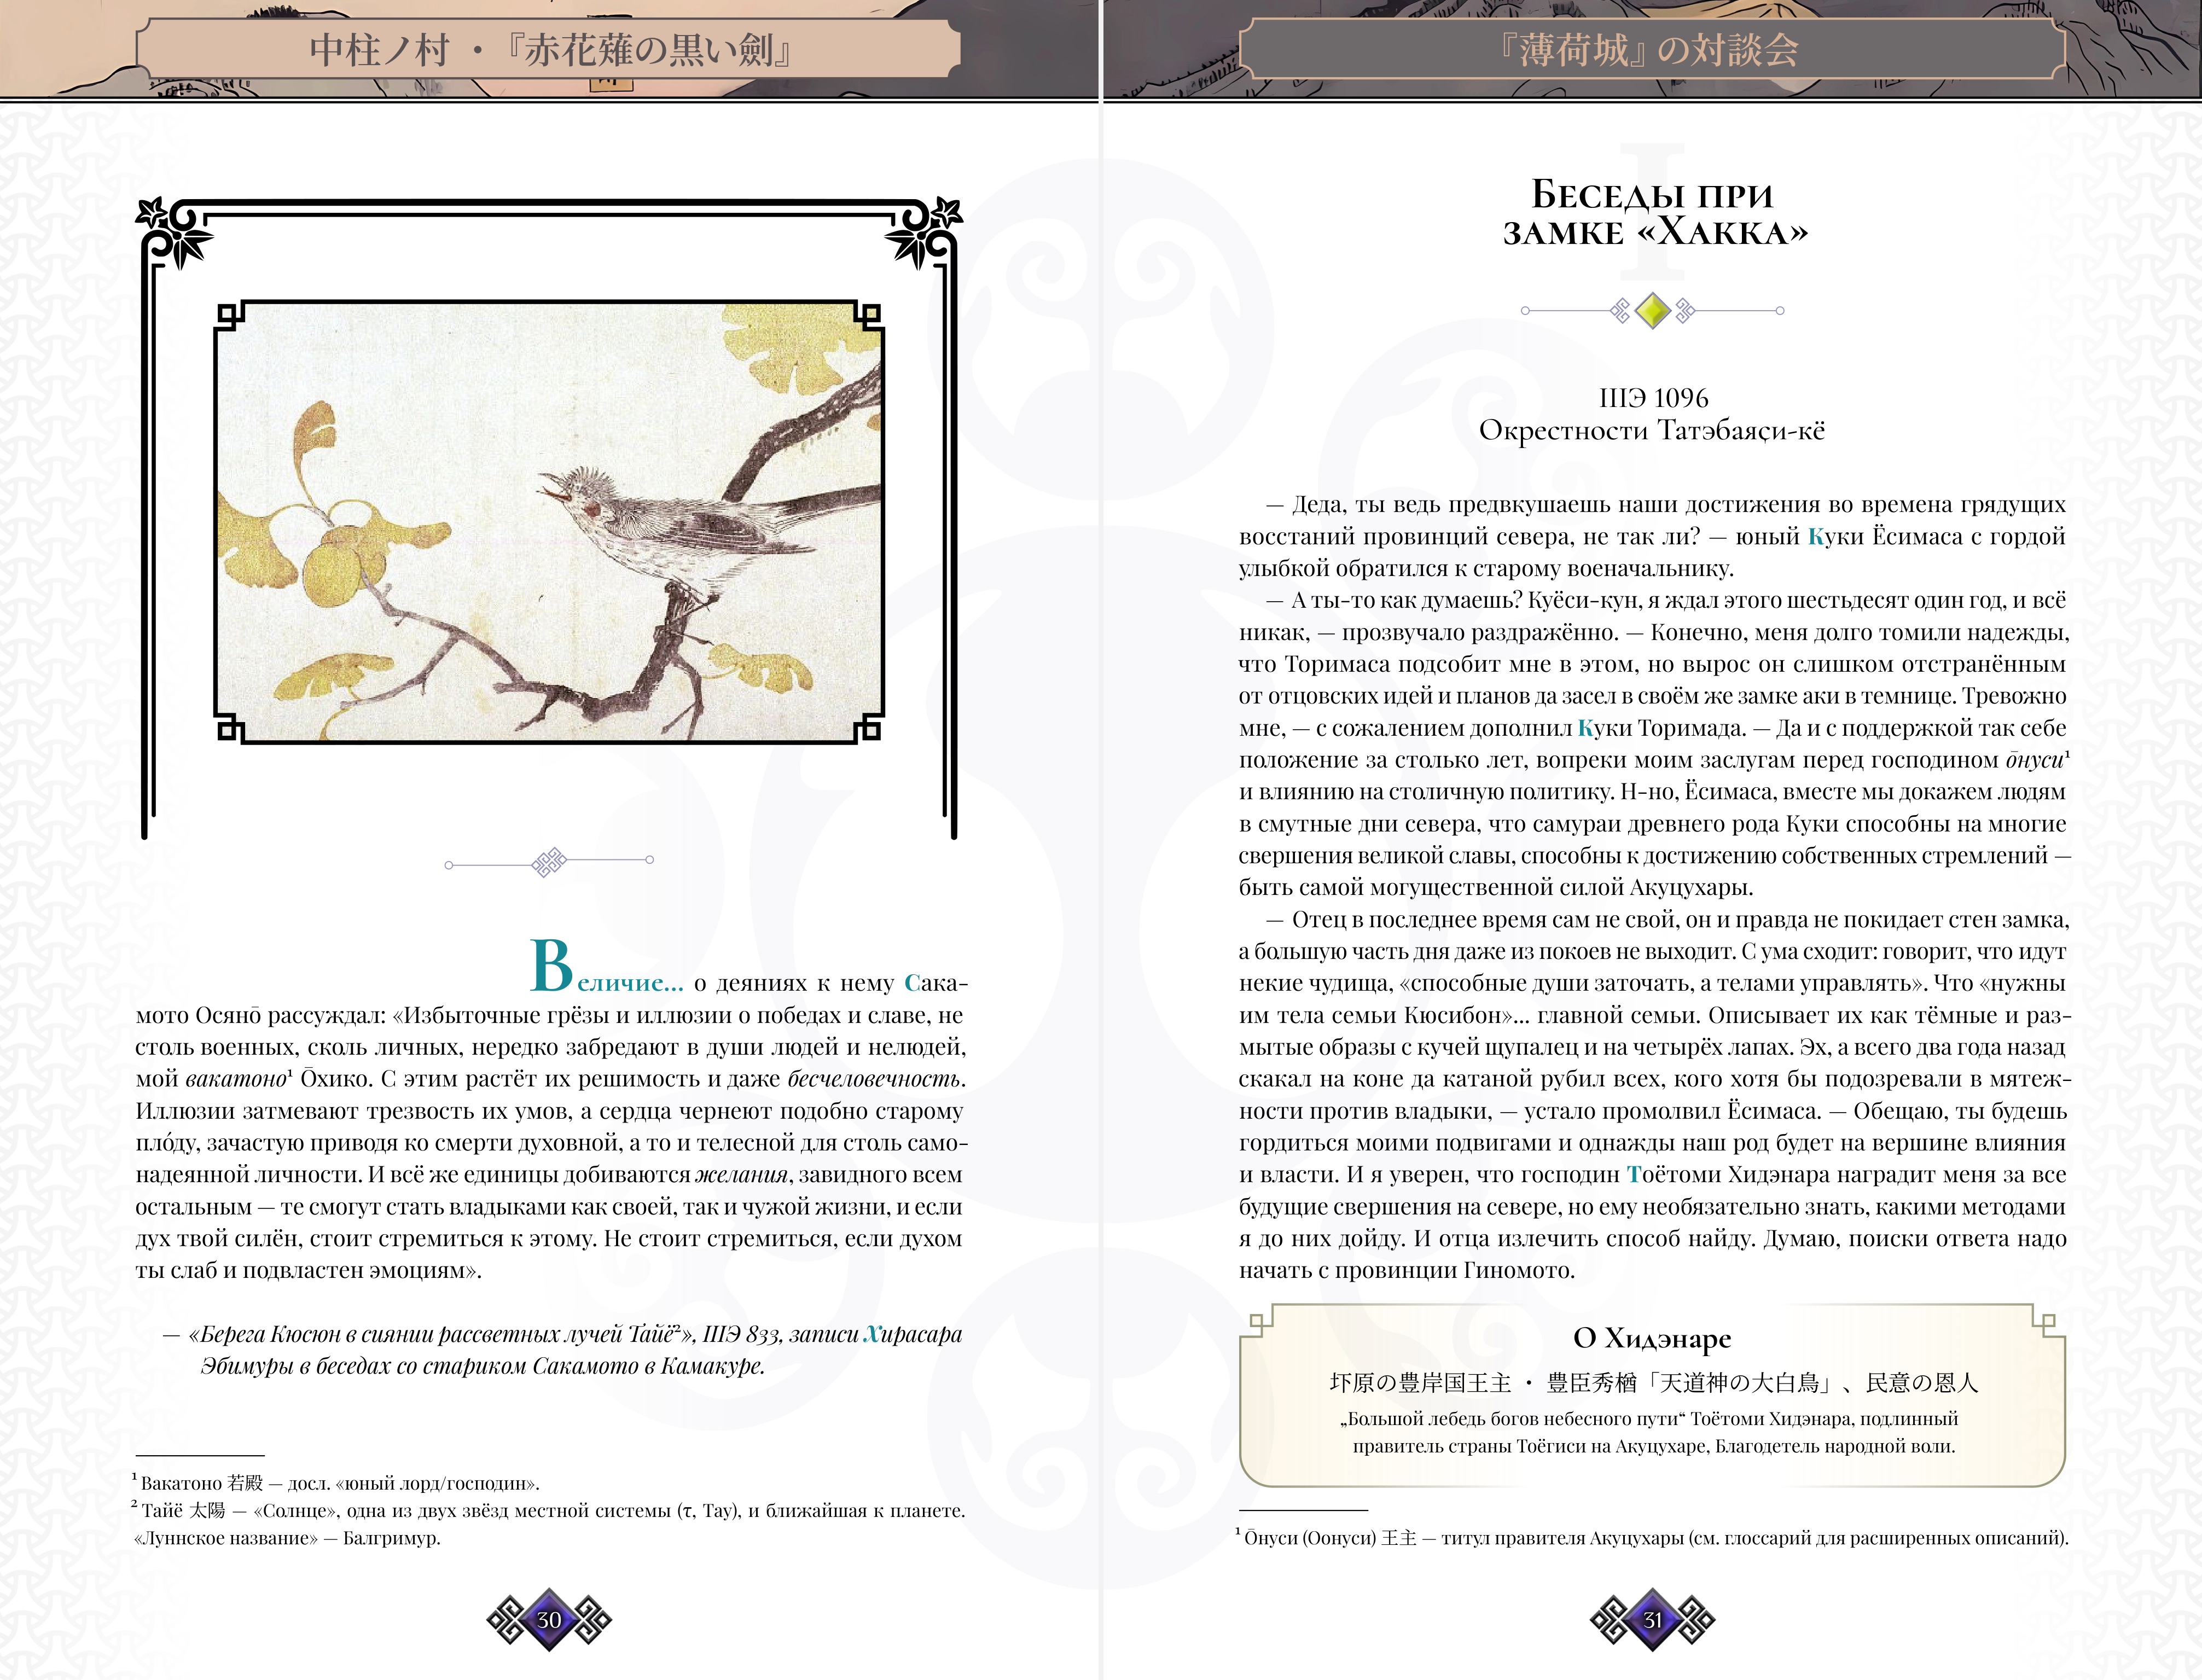 中柱ノ村 ・『赤花薙の黒い劍』
Величие... о деяниях к нему Сака-
мото Осянō рассуждал: «Избыточные грёзы и иллюзии о победах и славе, не
столь военных, сколь личных, нередко забредают в души людей и нелюдей,
мой вакатоно¹ Ōхико. С этим растёт их решимость и даже бесчеловечность.
Иллюзии затмевают трезвость их умов, а сердца чернеют подобно старому
пло́ду, зачастую приводя ко смерти духовной, а то и телесной для столь само-
надеянной личности. И всё же единицы добиваются желания, завидного всем
остальным — те смогут стать владыками как своей, так и чужой жизни, и если
дух твой силён, стоит стремиться к этому. Не стоит стремиться, если духом
ты слаб и подвластен эмоциям».
— «Берега Кюсюн в сиянии рассветных лучей Тайё²», IIIЭ 833, записи Хирасара
Эбимуры в беседах со стариком Сакамото в Камакуре.
¹ Вакатоно 若殿 — досл. «юный лорд/господин».
² Тайё 太陽 — «Солнце», одна из двух звёзд местной системы (τ, Тау), и ближайшая к планете.
«Луннское название» — Балгримур.
30
『薄荷城』の対談会
I
Беседы при
замке «Хакка»
IIIЭ 1096
Окрестности Татэбаяси-кё
— Деда, ты ведь предвкушаешь наши достижения во времена грядущих
восстаний провинций севера, не так ли? — юный Куки Ёсимаса с гордой
улыбкой обратился к старому военачальнику.
— А ты-то как думаешь? Куёси-кун, я ждал этого шестьдесят один год, и всё
никак, — прозвучало раздражённо. — Конечно, меня долго томили надежды,
что Торимаса подсобит мне в этом, но вырос он слишком отстранённым
от отцовских идей и планов да засел в своём же замке аки в темнице. Тревожно
мне, — с сожалением дополнил Куки Торимада. — Да и с поддержкой так себе
положение за столько лет, вопреки моим заслугам перед господином ōнуси¹
и влиянию на столичную политику. Н-но, Ёсимаса, вместе мы докажем людям
в смутные дни севера, что самураи древнего рода Куки способны на многие
свершения великой славы, способны к достижению собственных стремлений —
быть самой могущественной силой Акуцухары.
— Отец в последнее время сам не свой, он и правда не покидает стен замка,
а большую часть дня даже из покоев не выходит. С ума сходит: говорит, что идут
некие чудища, «способные души заточать, а телами управлять». Что «нужны
им тела семьи Кюсибон»... главной семьи. Описывает их как тёмные и раз-
мытые образы с кучей щупалец и на четырёх лапах. Эх, а всего два года назад
скакал на коне да катаной рубил всех, кого хотя бы подозревали в мятеж-
ности против владыки, — устало промолвил Ёсимаса. — Обещаю, ты будешь
гордиться моими подвигами и однажды наш род будет на вершине влияния
и власти. И я уверен, что господин Тоётоми Хидэнара наградит меня за все
будущие свершения на севере, но ему необязательно знать, какими методами
я до них дойду. И отца излечить способ найду. Думаю, поиски ответа надо
начать с провинции Гиномото.
О Хидэнаре
圷原の豊岸国王主 ・ 豊臣秀楢「天道神の大白鳥」、民意の恩人
„Большой лебедь богов небесного пути“ Тоётоми Хидэнара, подлинный
правитель страны Тоёгиси на Акуцухаре, Благодетель народной воли.
¹ Ōнуси (Оонуси) 王主 — титул правителя Акуцухары (см. глоссарий для расширенных описаний).
31